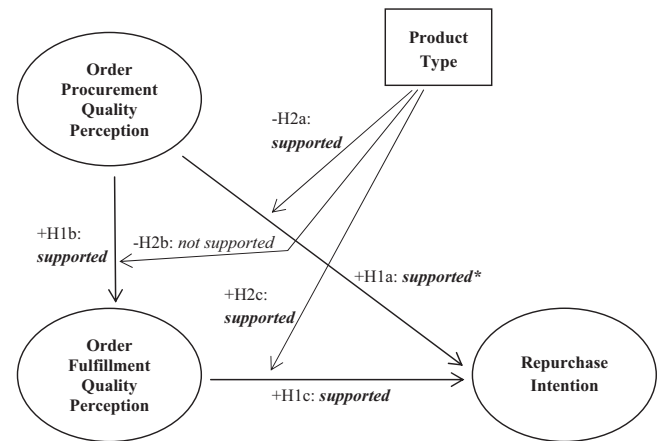 Product
Type
Order
Procurement
Quality
Perception
-H2a:
supported
+H1b:
supported
-H2b: not supported
+H1a: supported*
+H2c:
supported
Order
Fulfillment
Quality
Perception
Repurchase
Intention
+H1c: supported